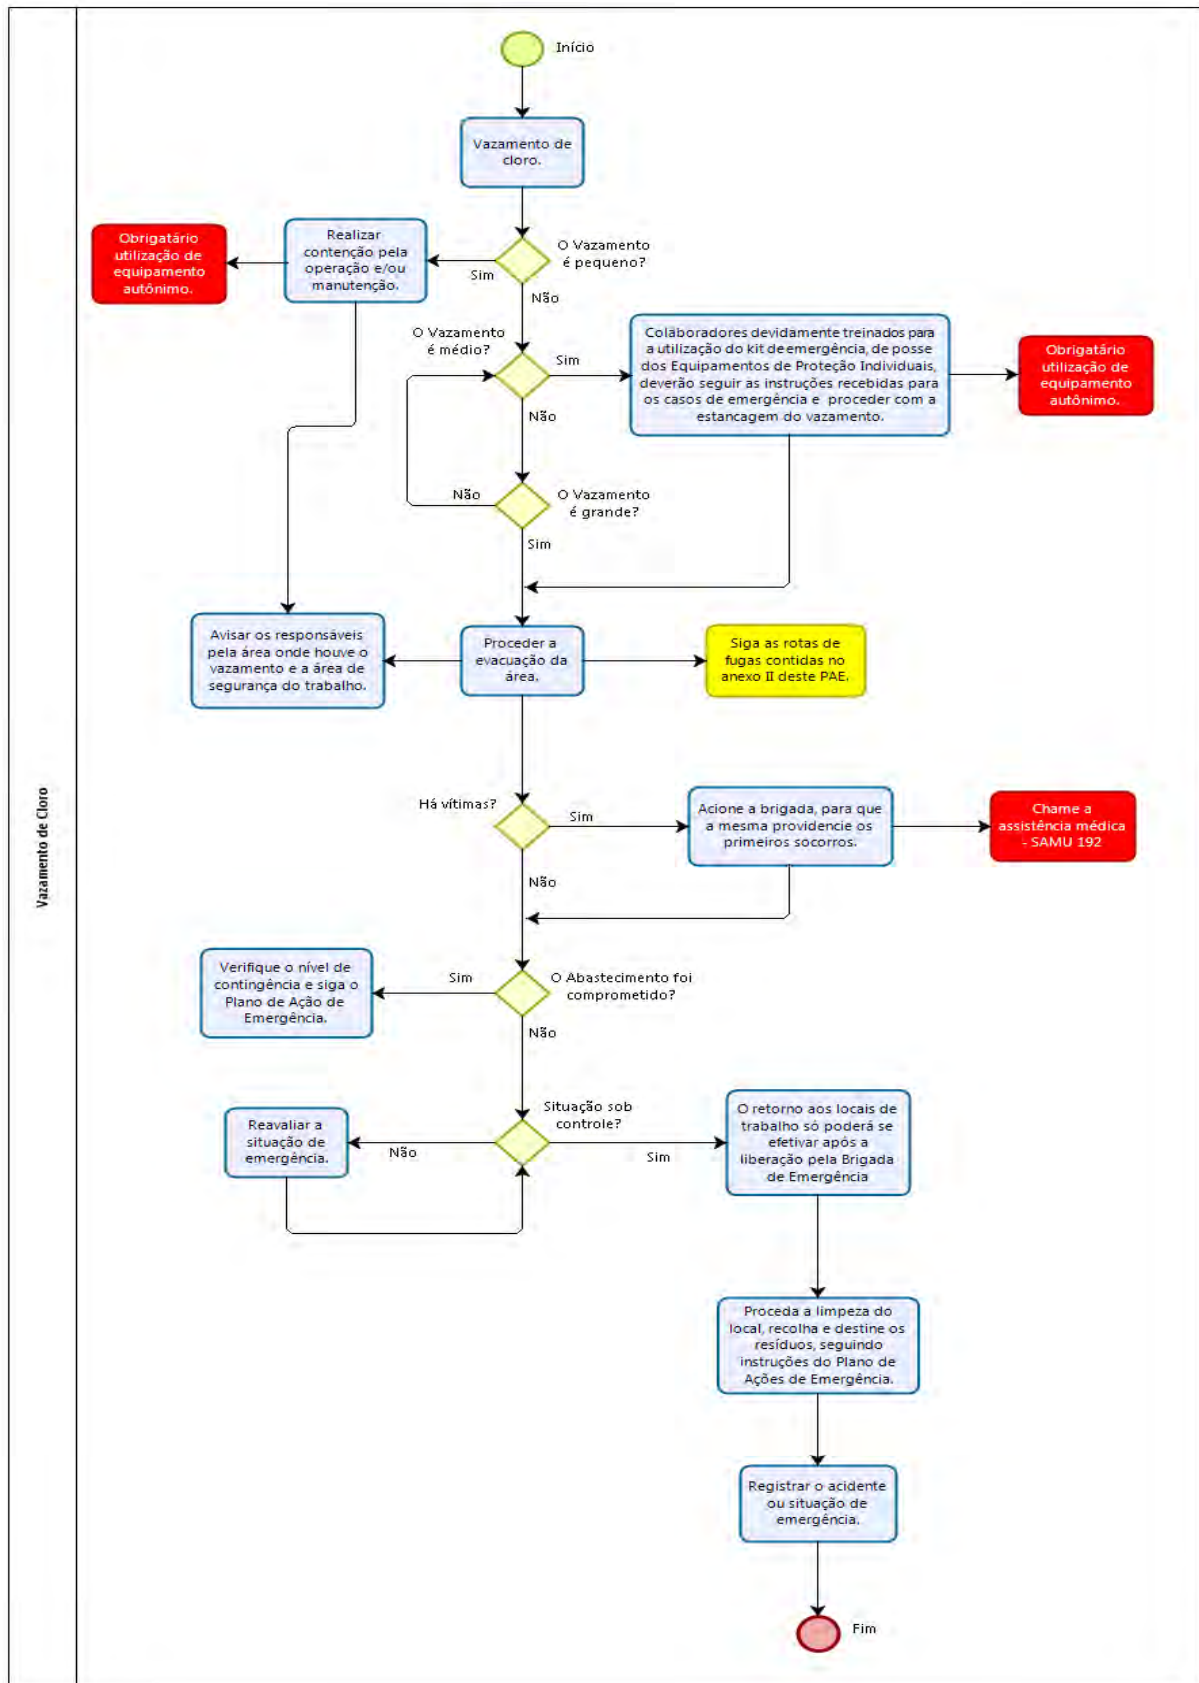 Início
Vazamento de
cloro.
O Vazamento
é pequeno?
Sim
Não
Realizar
contenção pela
operação e/ou
manutenção.
Obrigatário
utilização de
equipamento
autônimo.
O Vazamento
é médio?
Sim
Não
Colaboradores devidamente treinados para
a utilização do kit de emergência, de posse
dos Equipamentos de Proteção Individuais,
deverão seguir as instruções recebidas para
os casos de emergência e proceder com a
estancagem do vazamento.
Obrigatário
utilização de
equipamento
autônimo.
O Vazamento
é grande?
Não
Sim
Avisar os responsáveis
pela área onde houve o
vazamento e a área de
segurança do trabalho.
Proceder a
evacuação da
área.
Siga as rotas de
fugas contidas no
anexo II deste PAE.
Há vítimas?
Sim
Não
Acione a brigada, para que
a mesma providencie os
primeiros socorros.
Chame a
assistência médica
- SAMU 192
Verifique o nível de
contingência e siga o
Plano de Ação de
Emergência.
Sim
O Abastecimento foi
comprometido?
Não
Reavaliar a
situação de
emergência.
Não
Situação sob
controle?
Sim
O retorno aos locais de
trabalho só poderá se
efetivar após a
liberação pela Brigada
de Emergência
Proceda a limpeza do
local, recolha e destine os
resíduos, seguindo
instruções do Plano de
Ações de Emergência.
Registrar o acidente
ou situação de
emergência.
Fim
Vazamento de Cloro